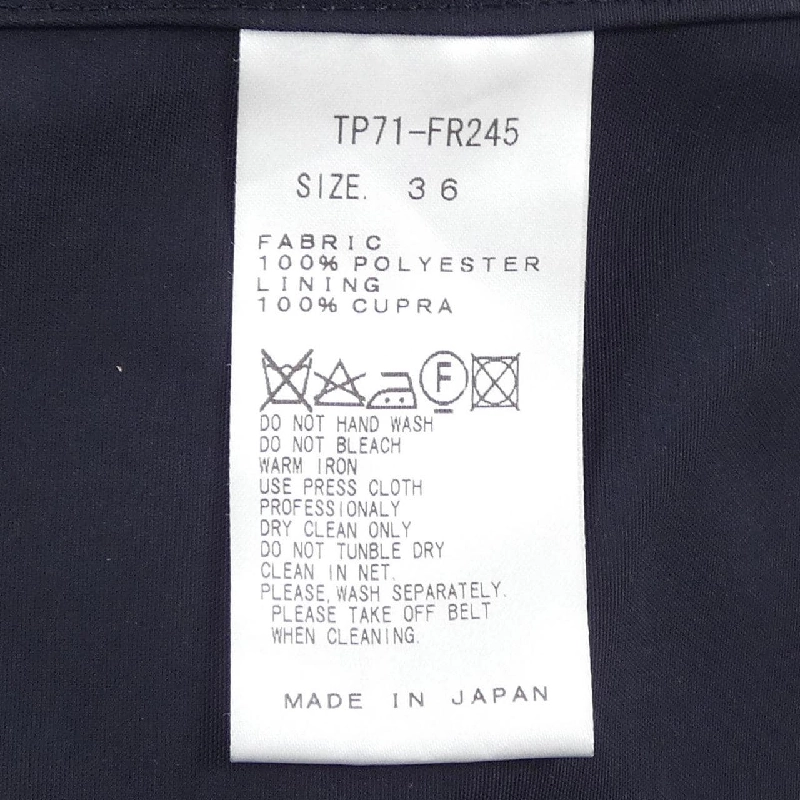 TP71-FR245
SIZE. 36
FABRIC
100% POLYESTER
LINING
100% CUPRA
F
DO NOT HAND WASH
DO NOT BLEACH
WARM IRON
USE PRESS CLOTH
PROFESSIONALY
DRY CLEAN ONLY
DO NOT TUNBLE DRY
CLEAN IN NET.
PLEASE,WASH SEPARATELY.
PLEASE TAKE OFF BELT
WHEN CLEANING.
MADE IN JAPAN